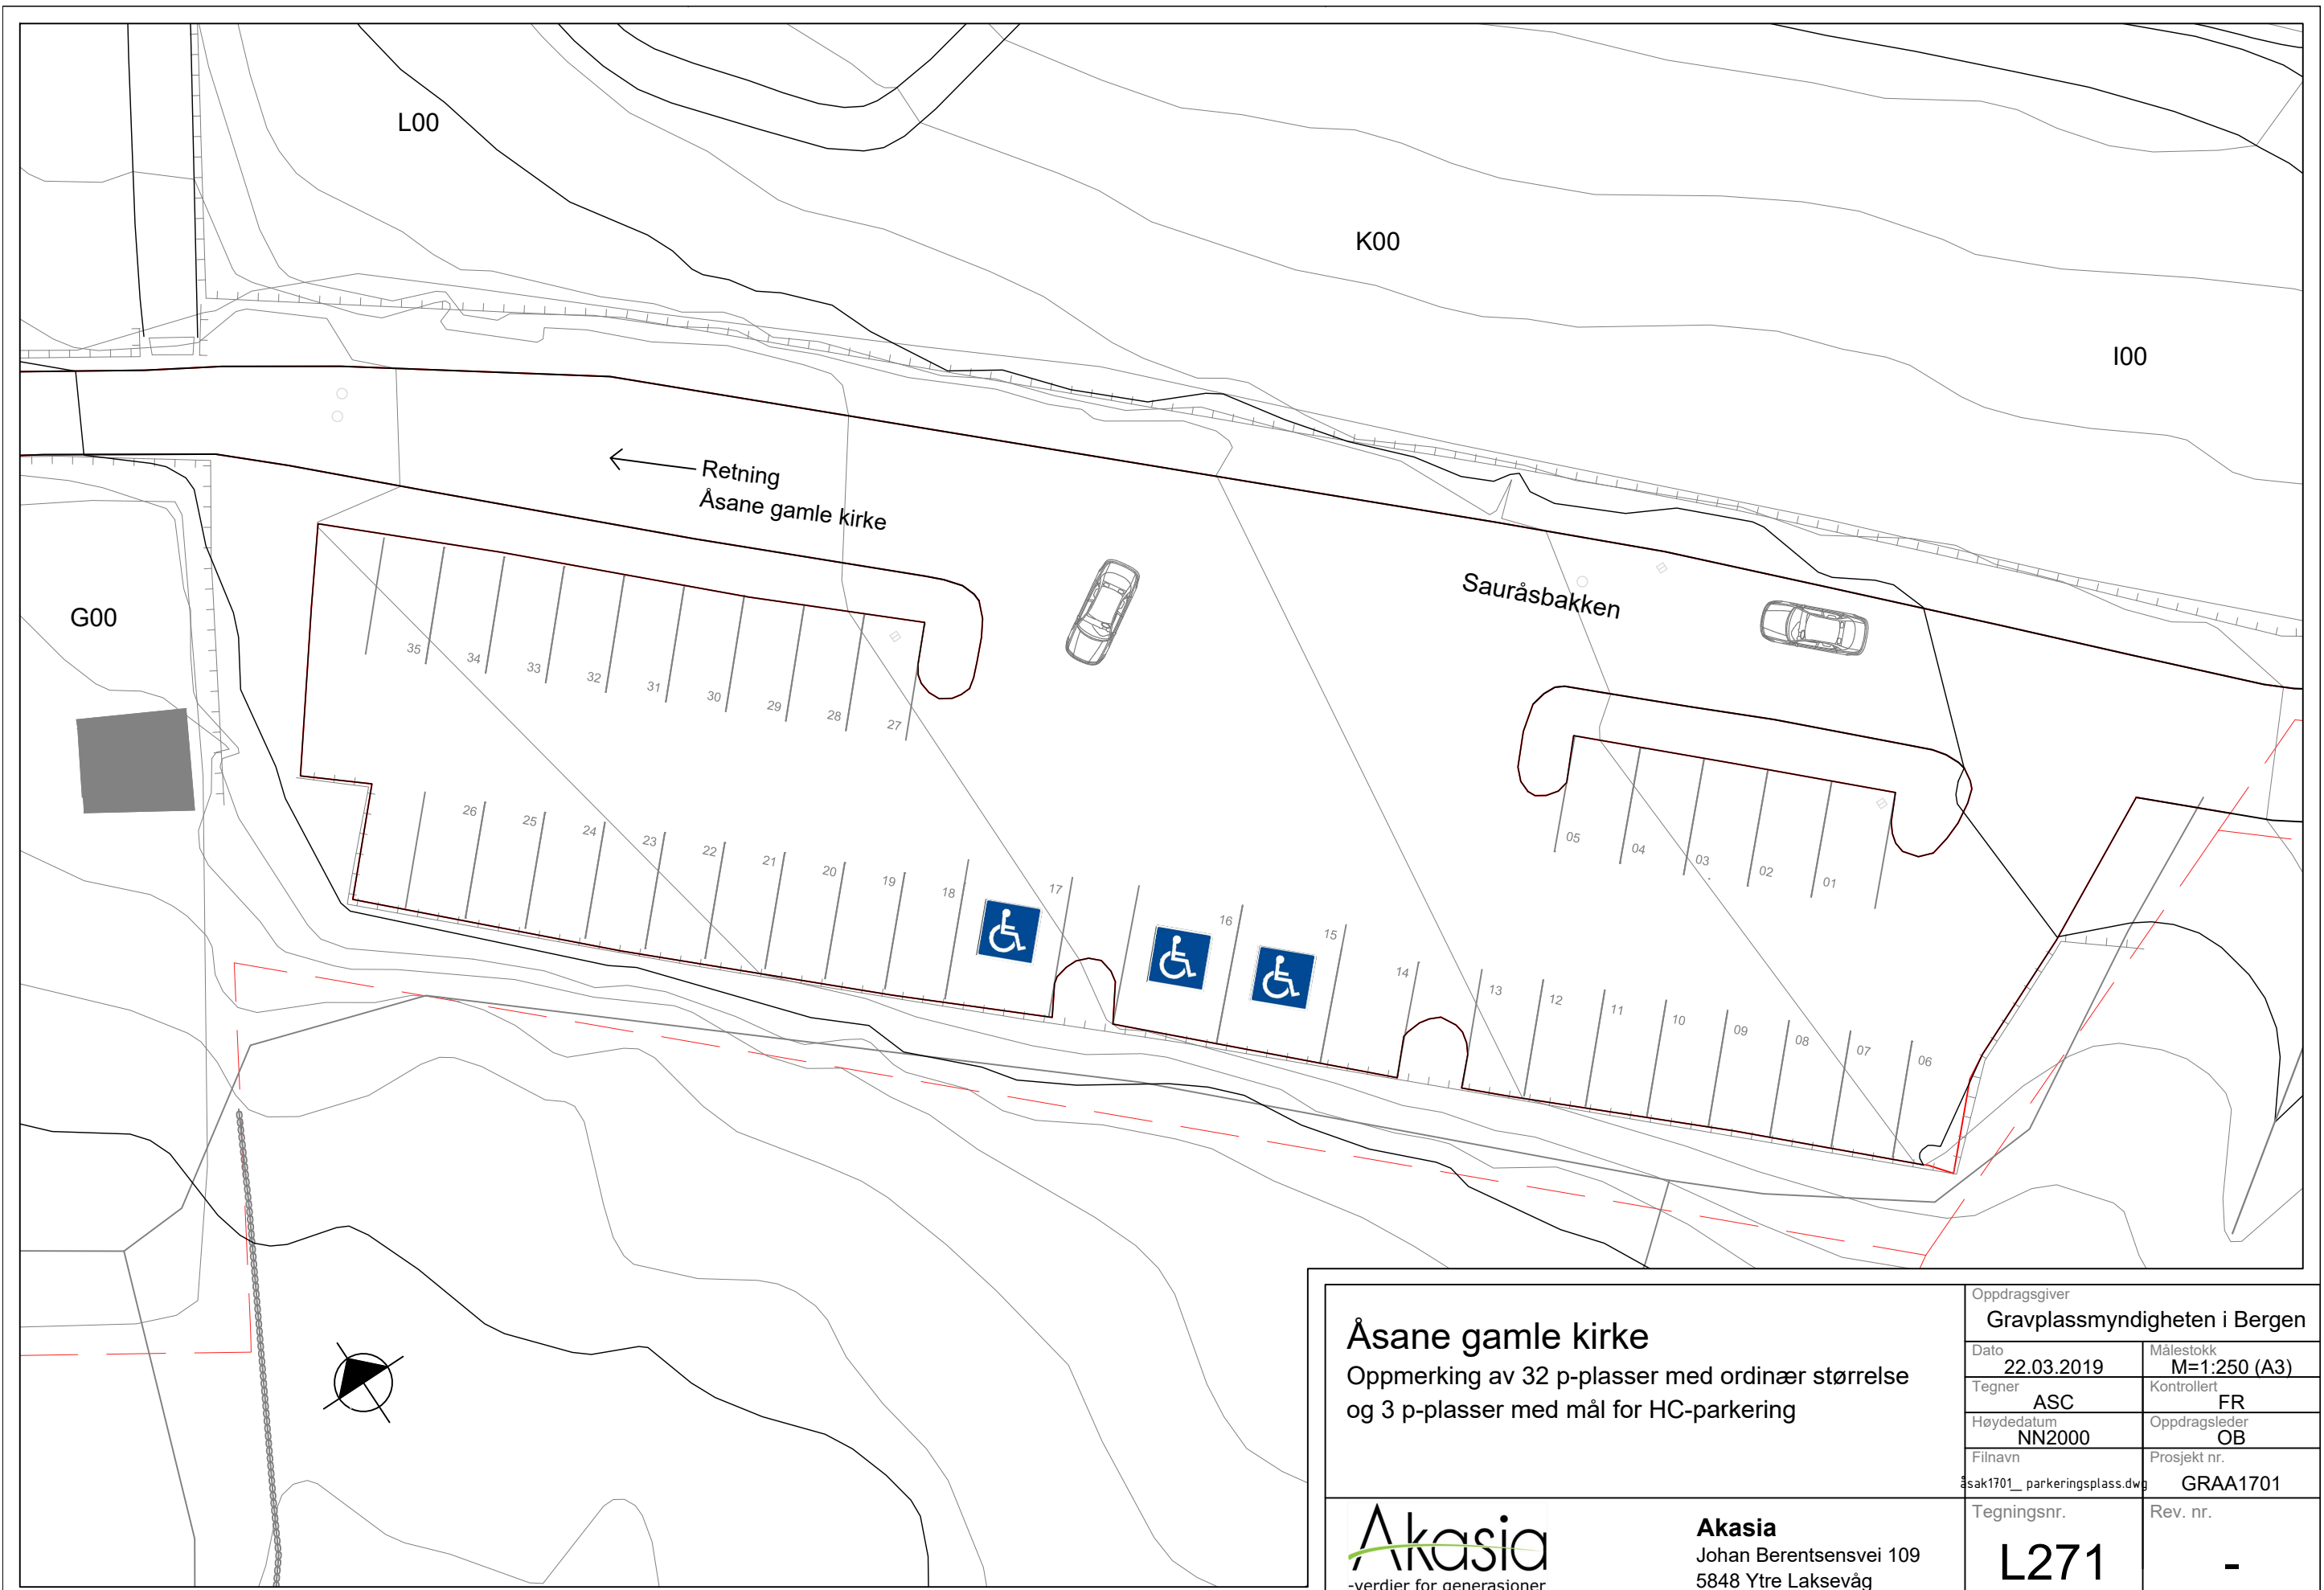 L00
K00
I00
Retning
Åsane gamle kirke
Sauråsbakken
G00
35
34
33
32
31
30
29
28
27
05
04
03
02
01
26
25
24
23
22
21
20
19
18
17
16
15
14
13
12
11
10
09
08
07
06
Åsane gamle kirke
Oppmerking av 32 p-plasser med ordinær størrelse
og 3 p-plasser med mål for HC-parkering
Oppdragsgiver
Gravplassmyndigheten i Bergen
Dato
22.03.2019
Målestokk
M=1:250 (A3)
Tegner
ASC
Kontrollert
FR
Høydedatum
NN2000
Oppdragsleder
OB
Filnavn
åsak1701_ parkeringsplass.dwg
Prosjekt nr.
GRAA1701
Akasia
-verdier for generasjoner
Akasia
Johan Berentsensvei 109
5848 Ytre Laksevåg
Tegningsnr.
L271
Rev. nr.
-